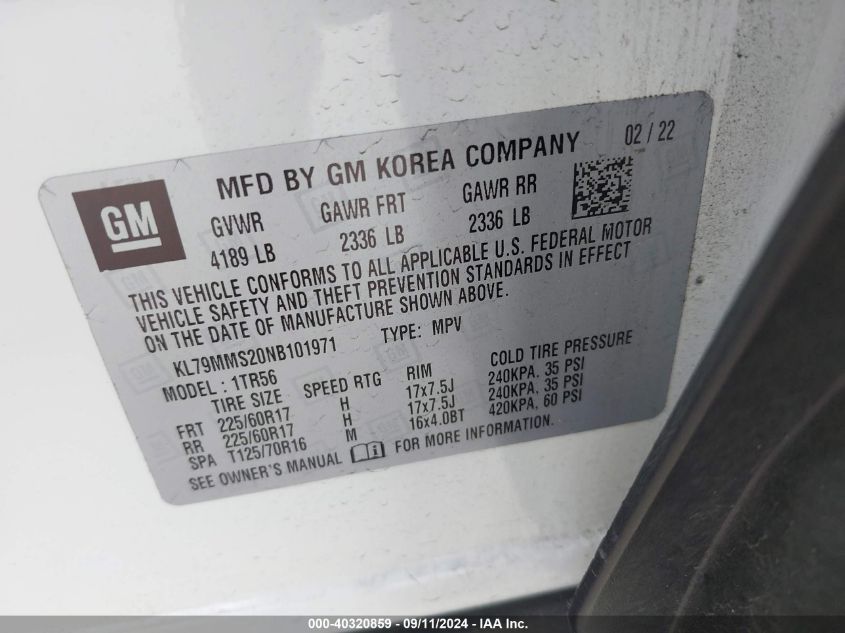 GM
MFD BY GM KOREA COMPANY 02 / 22
GVWR GAWR FRT GAWR RR
4189 LB 2336 LB 2336 LB
THIS VEHICLE CONFORMS TO ALL APPLICABLE U.S. FEDERAL MOTOR
VEHICLE SAFETY AND THEFT PREVENTION STANDARDS IN EFFECT
ON THE DATE OF MANUFACTURE SHOWN ABOVE.
KL79MMS20NB101971 TYPE: MPV
MODEL : 1TR56
TIRE SIZE SPEED RTG RIM COLD TIRE PRESSURE
FRT 225/60R17 H 17x7.5J 240KPA, 35 PSI
RR 225/60R17 H 17x7.5J 240KPA, 35 PSI
SPA T125/70R16 M 16x4.0BT 420KPA, 60 PSI
SEE OWNER'S MANUAL FOR MORE INFORMATION.
000-40320859 - 09/11/2024 - IAA Inc.